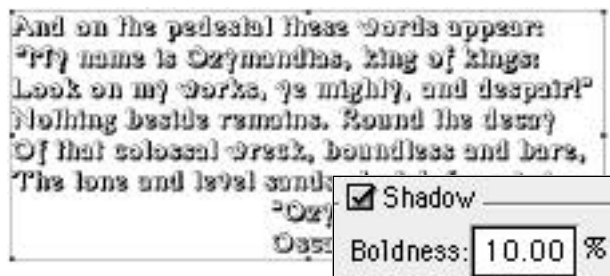 And on the pedestal these words appear:
"My name is Ozymandias, king of kings:
Look on my works, ye mighty, and despair!"
Nothing beside remains. Round the decay
Of that colossal wreck, boundless and bare,
The lone and level sands
"Ozy
Shadow
Boldness: 10.00 %